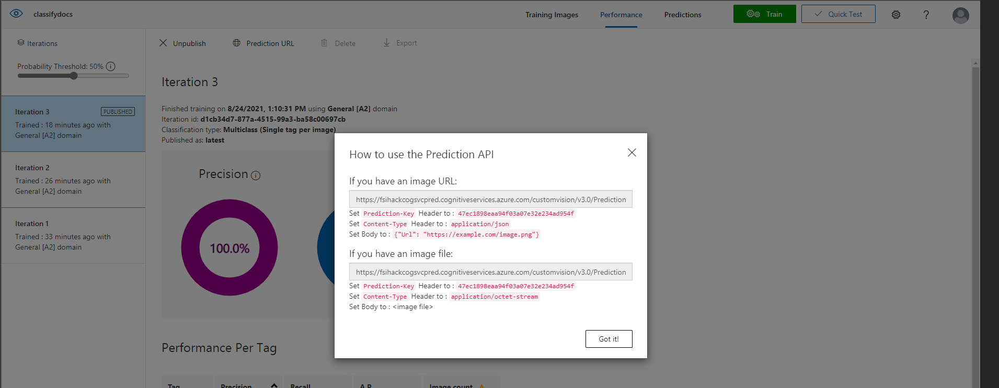 classifydocs
Training Images
Performance
Predictions
Train
Quick Test
Iterations
Unpublish
Prediction URL
Delete
Export
Probability Threshold: 50%
Iteration 3
PUBLISHED
Trained : 18 minutes ago with
General [A2] domain
Iteration 2
Trained : 26 minutes ago with
General [A2] domain
Iteration 1
Trained : 33 minutes ago with
General [A2] domain
Iteration 3
Finished training on 8/24/2021, 1:10:31 PM using General [A2] domain
Iteration id: d1cb34d7-877a-4515-99a3-ba58c00697cb
Classification type: Multiclass (Single tag per image)
Published as: latest
Precision
100.0%
How to use the Prediction API
If you have an image URL:
https://fsihackcogsvcpred.cognitiveservices.azure.com/customvision/v3.0/Prediction
Set Prediction-Key Header to : 47ec1898eaa94f03a07e32e234ad954f
Set Content-Type Header to : application/json
Set Body to : {"Url": "https://example.com/image.png"}
If you have an image file:
https://fsihackcogsvcpred.cognitiveservices.azure.com/customvision/v3.0/Prediction
Set Prediction-Key Header to : 47ec1898eaa94f03a07e32e234ad954f
Set Content-Type Header to : application/octet-stream
Set Body to : <image file>
Got it!
Performance Per Tag
Tag Precision Recall A.P. Image count